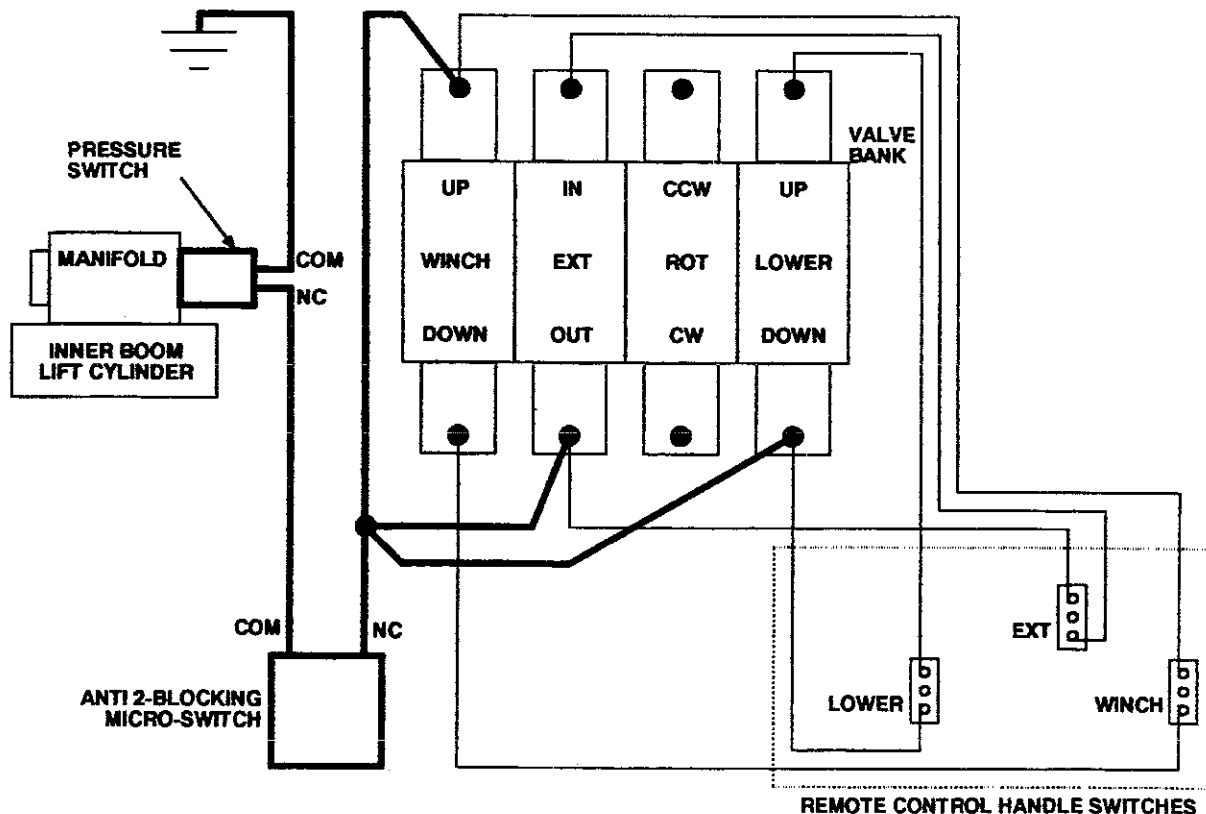 PRESSURE
SWITCH
MANIFOLD
COM
NC
INNER BOOM
LIFT CYLINDER
VALVE
BANK
UP
IN
CCW
UP
WINCH
EXT
ROT
LOWER
DOWN
OUT
CW
DOWN
COM
NC
ANTI 2-BLOCKING
MICRO-SWITCH
EXT
LOWER
WINCH
REMOTE CONTROL HANDLE SWITCHES